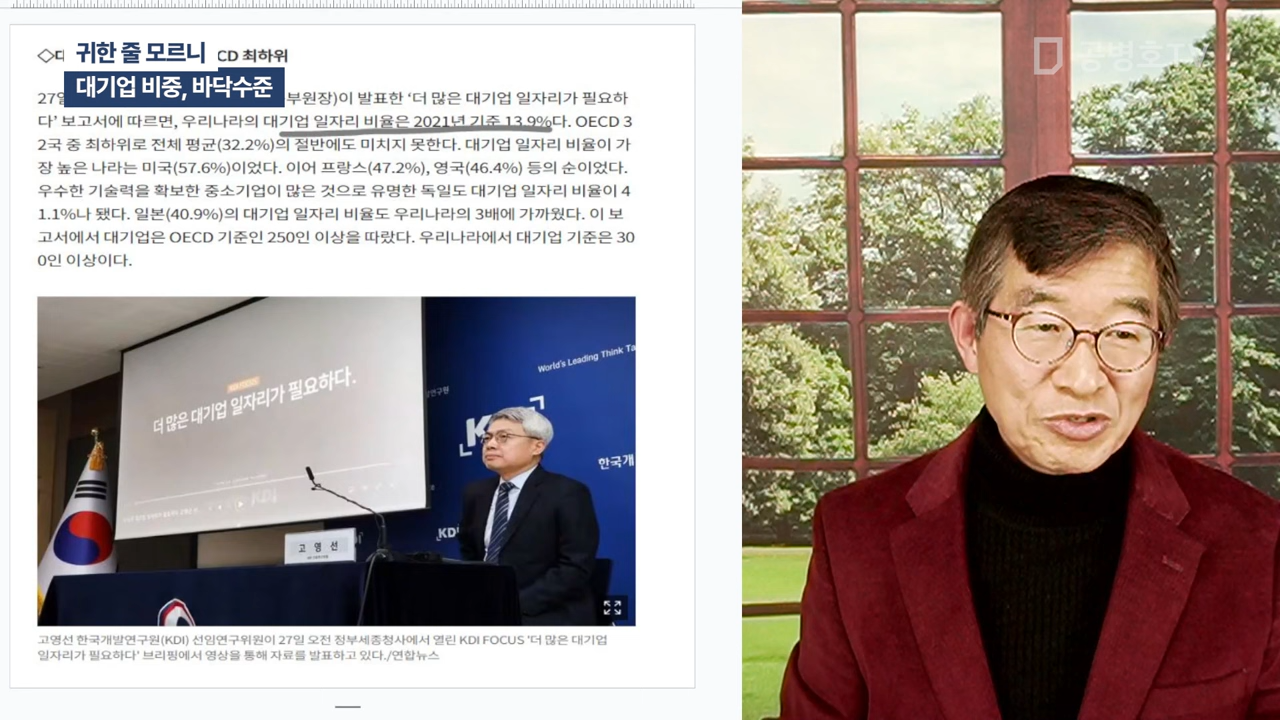 귀한 줄 모르니
대기업 비중, 바닥수준
CD 최하위
27일
부원장)이 발표한 ‘더 많은 대기업 일자리가 필요하
다’ 보고서에 따르면, 우리나라의 대기업 일자리 비율은 2021년 기준 13.9%다. OECD 3
2국 중 최하위로 전체 평균(32.2%)의 절반에도 미치지 못한다. 대기업 일자리 비율이 가
장 높은 나라는 미국(57.6%)이었다. 이어 프랑스(47.2%), 영국(46.4%) 등의 순이었다.
우수한 기술력을 확보한 중소기업이 많은 것으로 유명한 독일도 대기업 일자리 비율이 4
1.1%나 됐다. 일본(40.9%)의 대기업 일자리 비율도 우리나라의 3배에 가까웠다. 이 보
고서에서 대기업은 OECD 기준인 250인 이상을 따랐다. 우리나라에서 대기업 기준은 30
0인 이상이다.
World's Leading Think Ta
더 많은 대기업 일자리가 필요하다.
한국개
KDI
고 영 선
고영선 한국개발연구원(KDI) 선임연구위원이 27일 오전 정부세종청사에서 열린 KDI FOCUS '더 많은 대기업
일자리가 필요하다' 브리핑에서 영상을 통해 자료를 발표하고 있다./연합뉴스
공병호TV